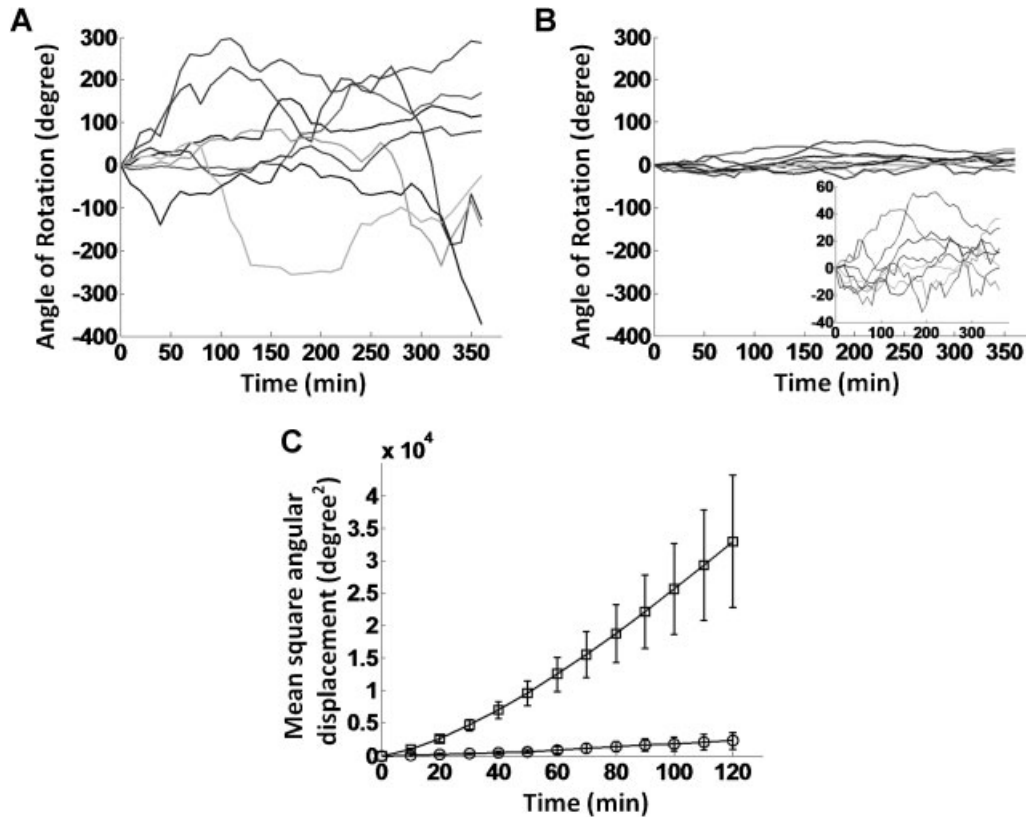 A
Angle of Rotation (degree)
300
200
100
0
-100
-200
-300
-400
0 50 100 150 200 250 300 350
Time (min)
B
Angle of Rotation (degree)
300
200
100
0
-100
-200
-300
-400
60
40
20
0
-20
-40
0 100 200 300
0 50 100 150 200 250 300 350
Time (min)
C
x 10^4
Mean square angular
displacement (degree²)
4
3.5
3
2.5
2
1.5
1
0.5
0
0 20 40 60 80 100 120
Time (min)